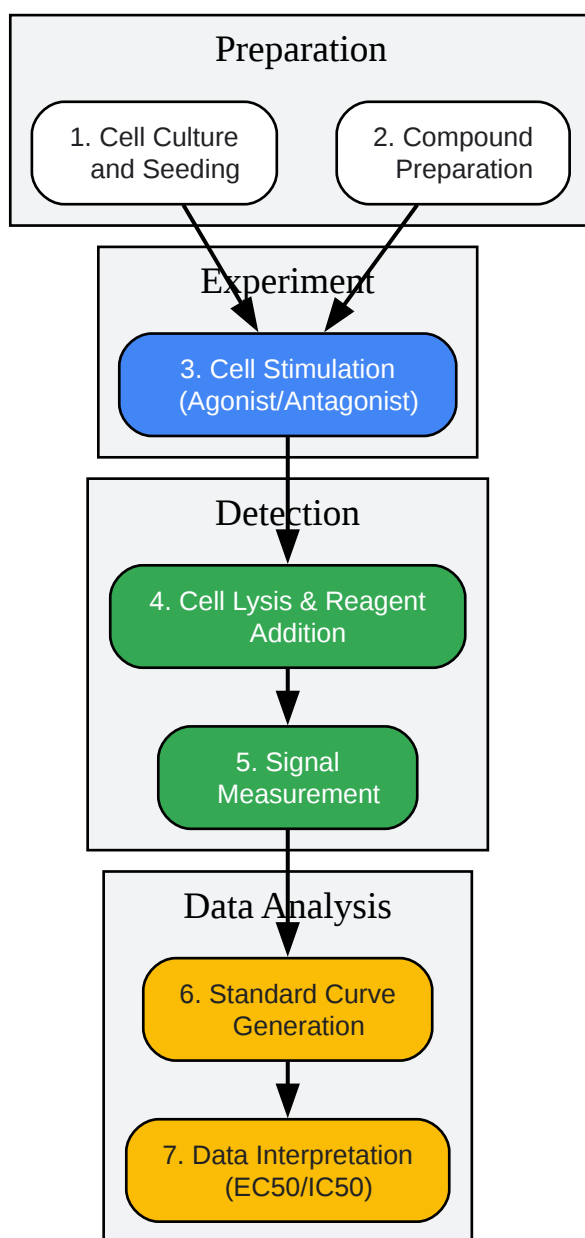 Preparation
1. Cell Culture
and Seeding
2. Compound
Preparation
Experiment
3. Cell Stimulation
(Agonist/Antagonist)
Detection
4. Cell Lysis & Reagent
Addition
5. Signal
Measurement
Data Analysis
6. Standard Curve
Generation
7. Data Interpretation
(EC50/IC50)